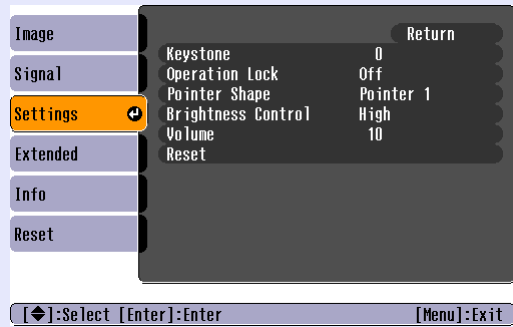 Image
Signal
Settings
Extended
Info
Reset
Return
Keystone 0
Operation Lock Off
Pointer Shape Pointer 1
Brightness Control High
Volume 10
Reset
[◆]:Select [Enter]:Enter [Menu]:Exit